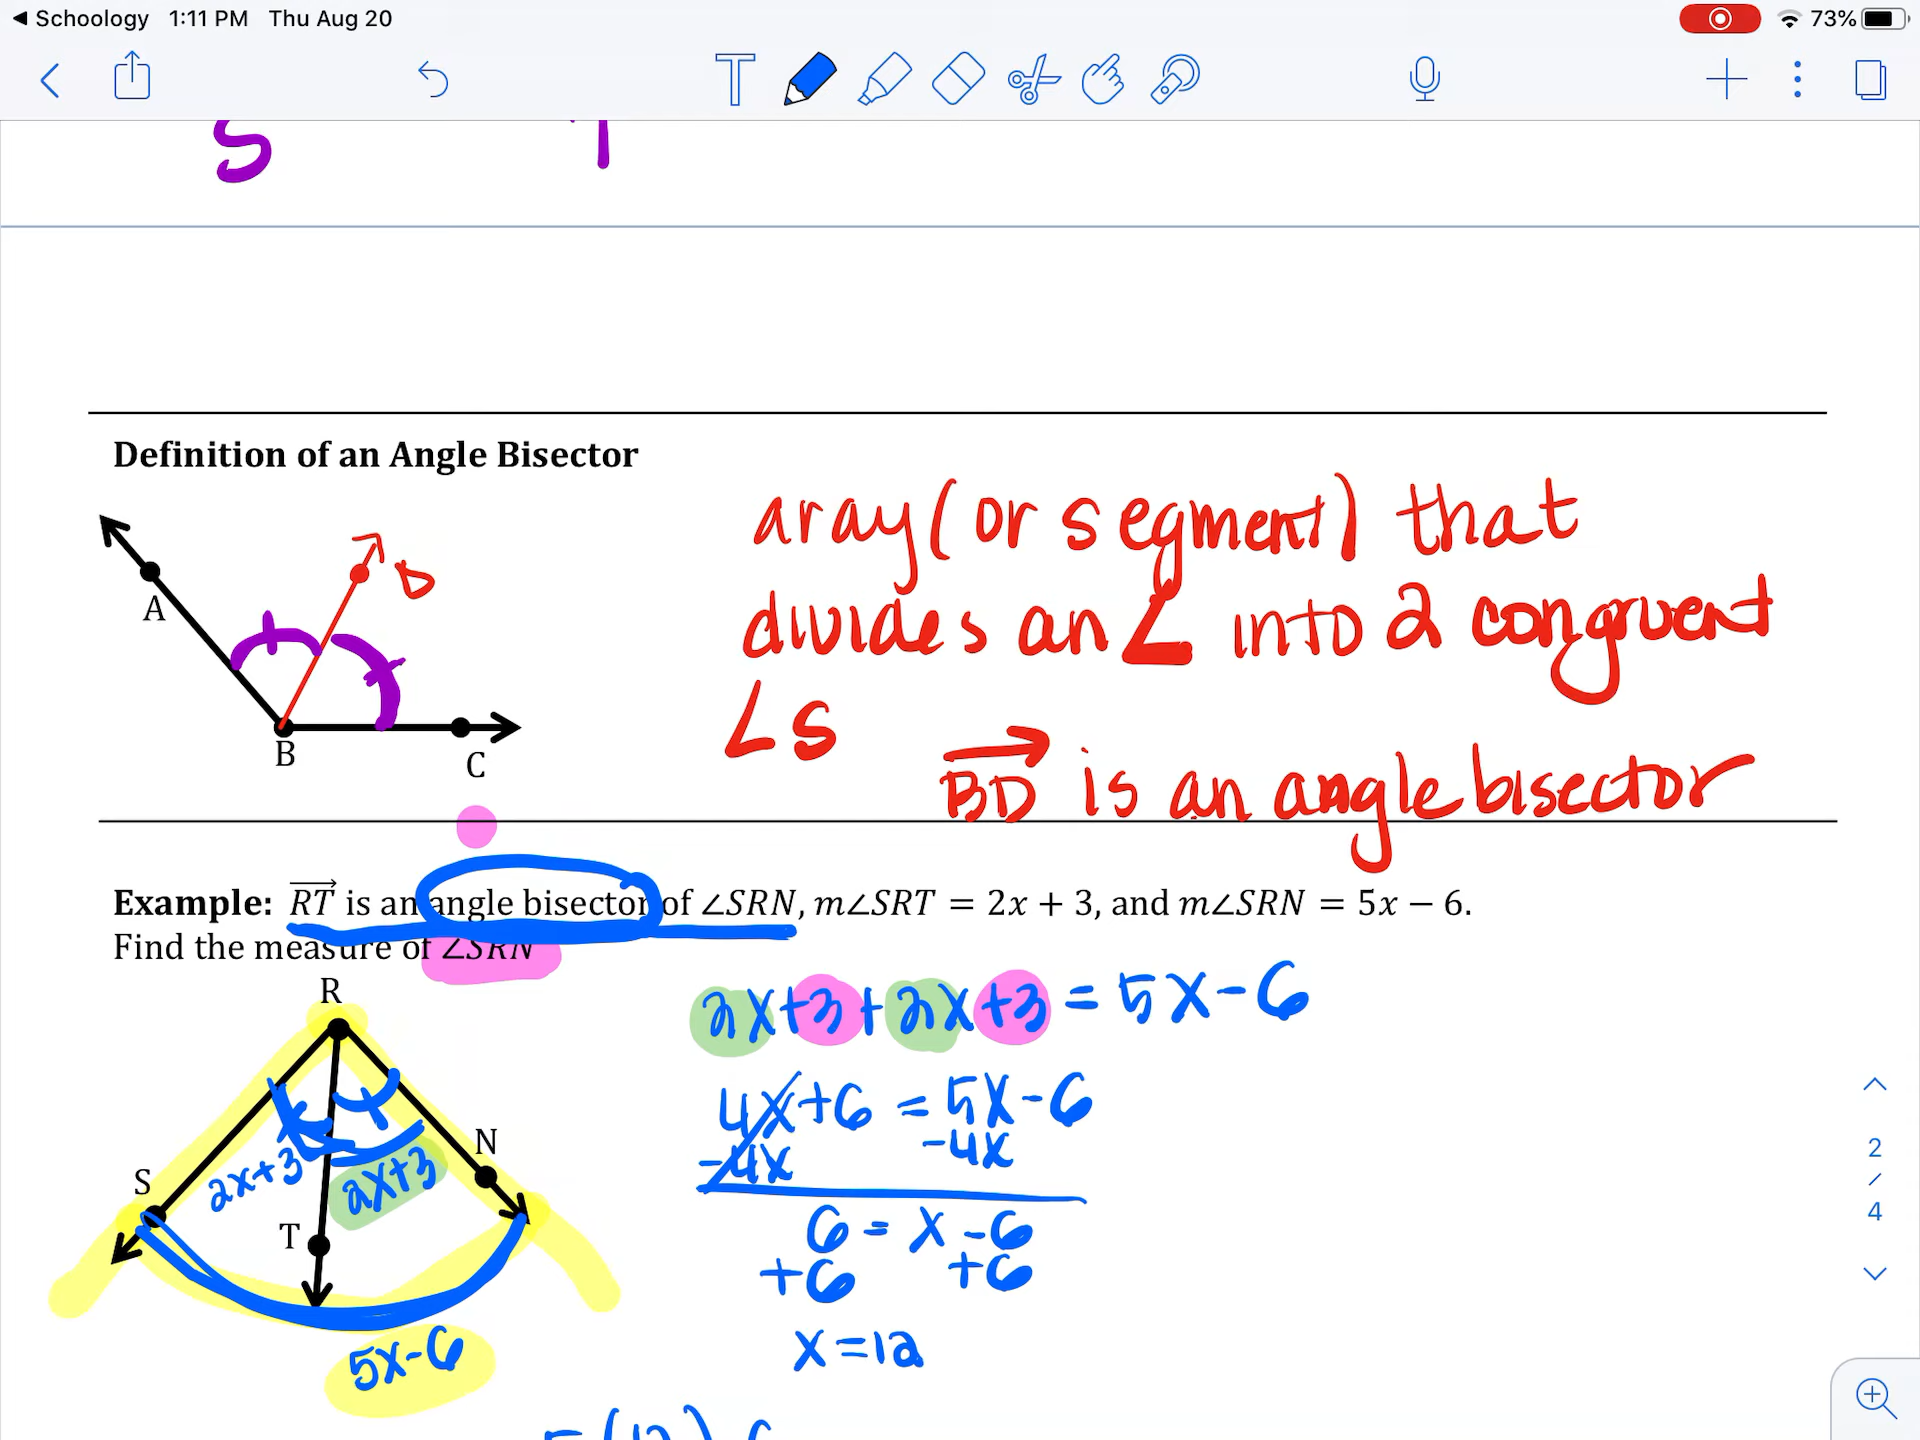 ◀ Schoology 1:11 PM Thu Aug 20 73%
T
S T
Definition of an Angle Bisector
a ray (or segment) that
divides an ∠ into 2 congruent
∠s
BD is an angle bisector
A
D
B
C
Example: RT is an angle bisector of ∠SRN, m∠SRT = 2x + 3, and m∠SRN = 5x − 6.
Find the measure of ∠SRN
R
S
N
T
2x+3
2x+3
5x-6
2x+3+2x+3 = 5x-6
4x+6 = 5x-6
-4x -4x
6 = x-6
+6 +6
x=12
5(12)-6
2
/
4